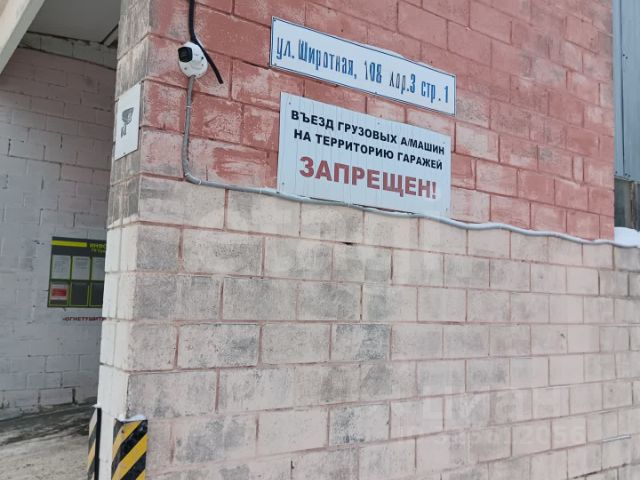 ул. Широтная, 108 кор.3 стр.1
ВЪЕЗД ГРУЗОВЫХ А/МАШИН
НА ТЕРРИТОРИЮ ГАРАЖЕЙ
ЗАПРЕЩЕН!